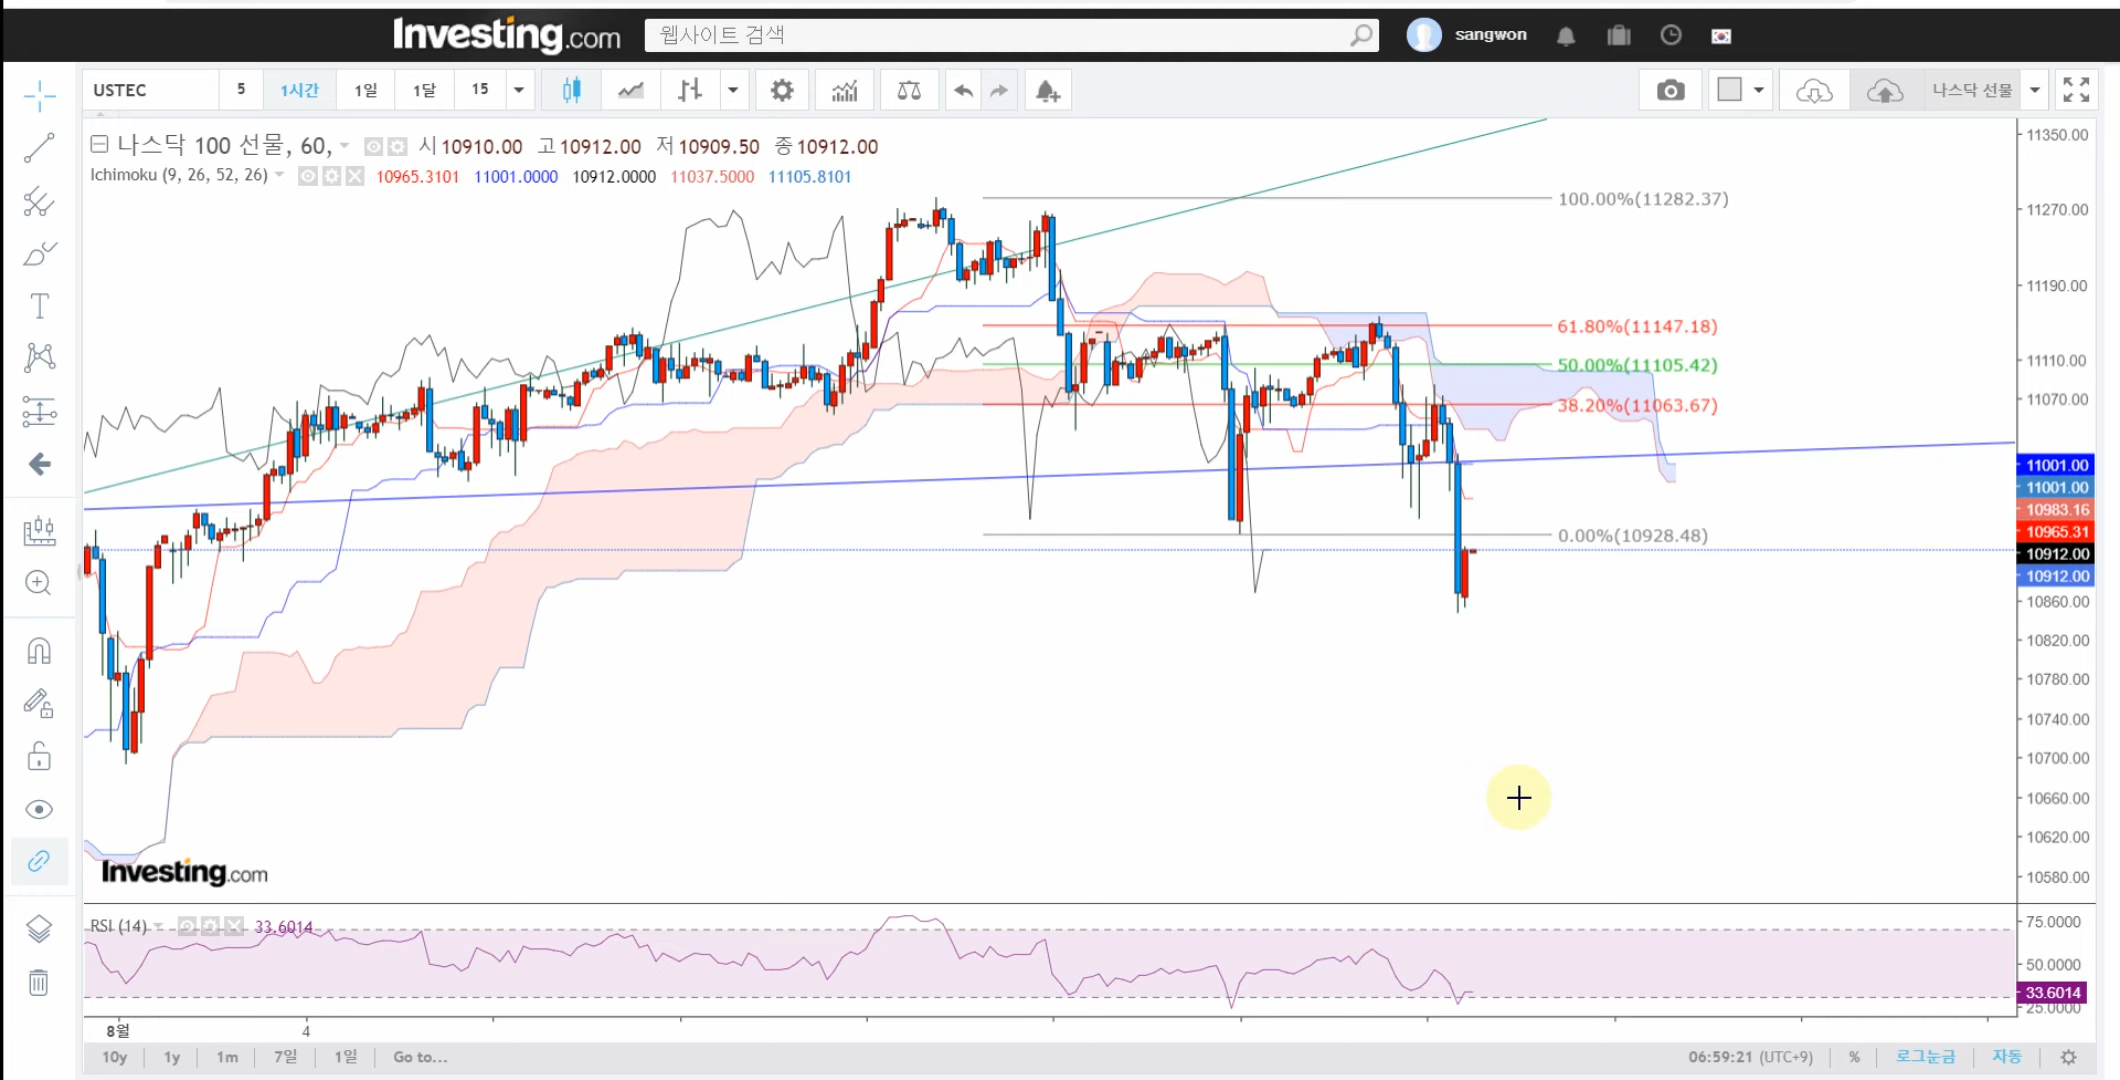 Investing.com
웹사이트 검색
sangwon
USTEC 5 1시간 1일 1달 15
나스닥 선물
나스닥 100 선물, 60, 시 10910.00 고 10912.00 저 10909.50 종 10912.00
Ichimoku (9, 26, 52, 26) 10965.3101 11001.0000 10912.0000 11037.5000 11105.8101
100.00%(11282.37)
61.80%(11147.18)
50.00%(11105.42)
38.20%(11063.67)
0.00%(10928.48)
11350.00
11270.00
11190.00
11110.00
11070.00
11001.00
11001.00
10983.16
10965.31
10912.00
10912.00
10860.00
10820.00
10780.00
10740.00
10700.00
10660.00
10620.00
10580.00
Investing.com
RSI (14) 33.6014
75.0000
50.0000
33.6014
25.0000
8월 4
10y 1y 1m 7일 1일 Go to...
06:59:21 (UTC+9) % 로그눈금 자동